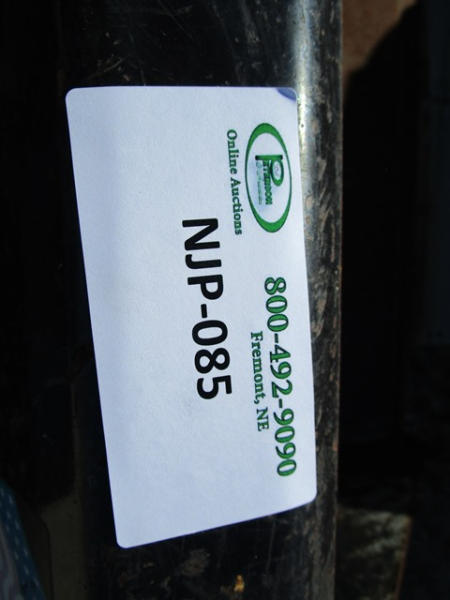 Online Auctions
800-492-9090
Fremont, NE
NJP-085